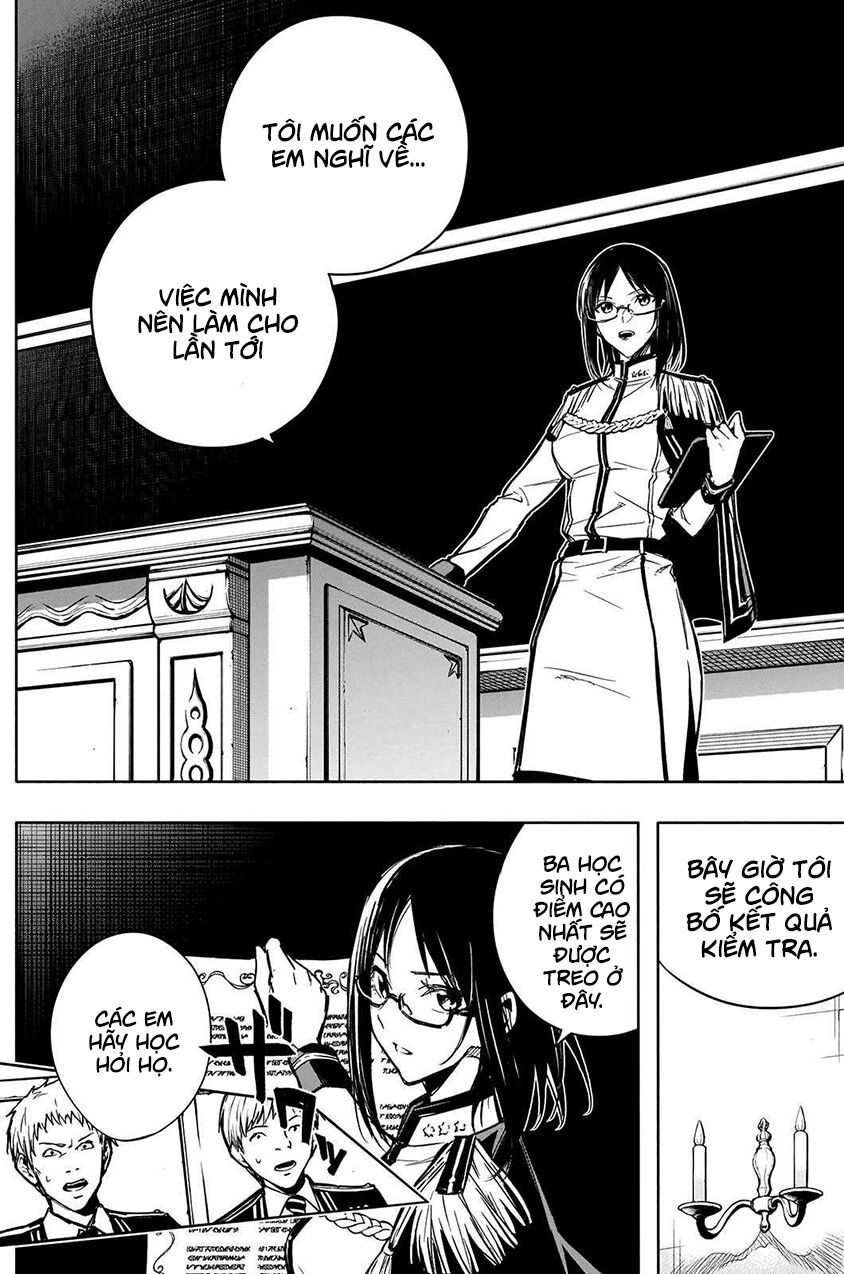 TÔI MUỐN CÁC
EM NGHĨ VỀ...
VIỆC MÌNH
NÊN LÀM CHO
LẦN TỚI
BÂY GIỜ TÔI
SẼ CÔNG
BỐ KẾT QUẢ
KIỂM TRA.
BA HỌC
SINH CÓ
ĐIỂM CAO
NHẤT SẼ
ĐƯỢC
TREO Ở
ĐÂY.
CÁC EM
HÃY HỌC
HỎI HỌ.